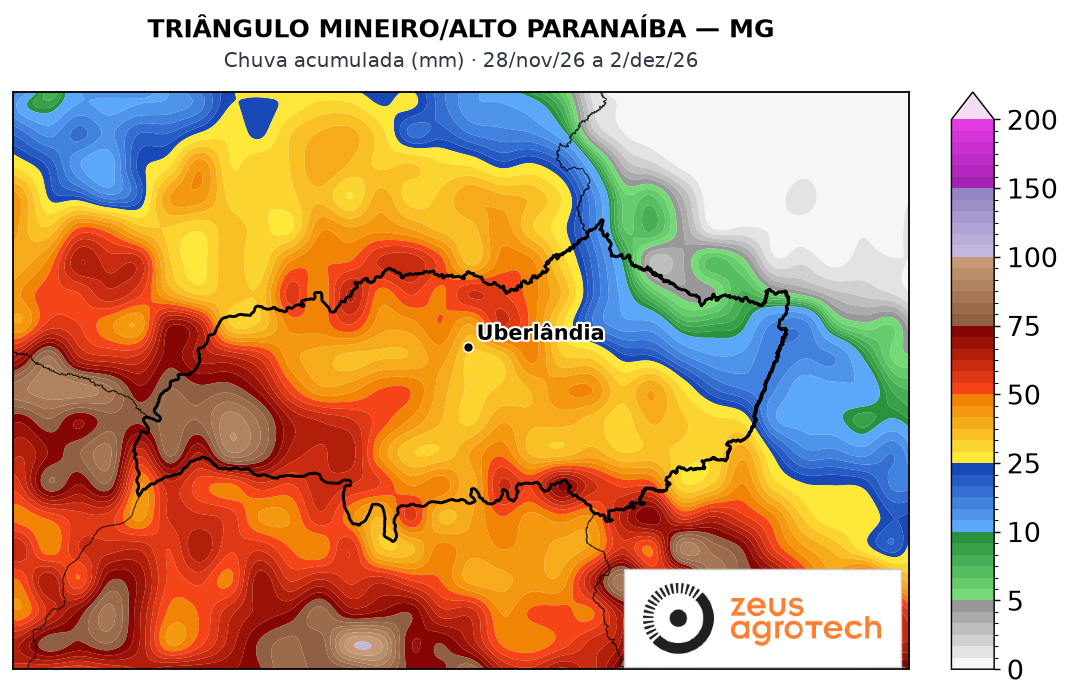 TRIÂNGULO MINEIRO/ALTO PARANAÍBA — MG
Chuva acumulada (mm) · 28/nov/26 a 2/dez/26
200
150
100
75
50
25
10
5
0
Uberlândia
zeus
agrotech